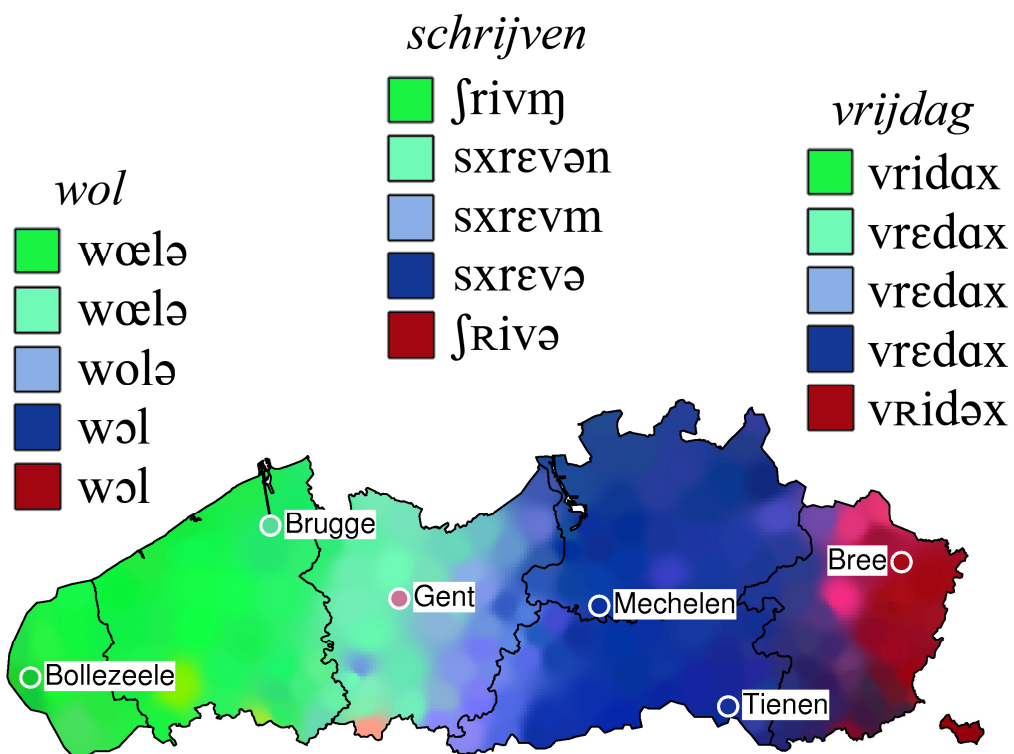 schrijven
ʃrivɱ
sxrɛvən
sxrɛvm
sxrɛvə
ʃʀivə
vrijdag
vridɑx
vrɛdɑx
vrɛdɑx
vrɛdɑx
vʀidəx
wol
wœlə
wœlə
wolə
wɔl
wɔl
Brugge
Bree
Gent
Mechelen
Bollezeele
Tienen